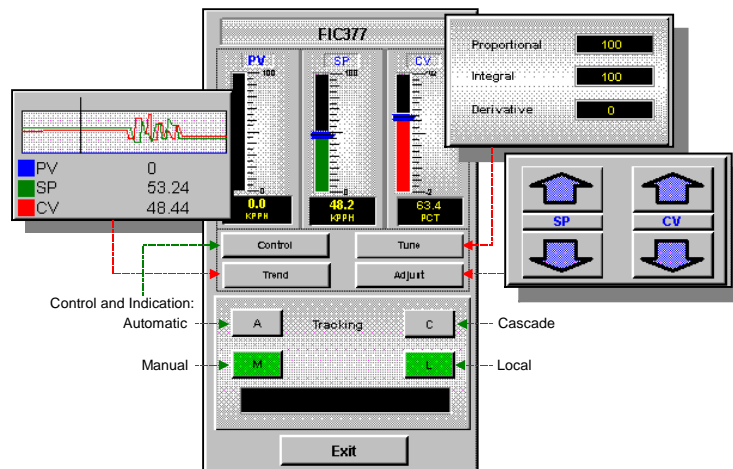 FIC377
PV SP CV
100 100
0 0 -2
0.0 48.2 63.4
KPPH KPPH PCT
Control Tune
Trend Adjust
Proportional 100
Integral 100
Derivative 0
PV 0
SP 53.24
CV 48.44
SP CV
Control and Indication:
Automatic A Tracking C Cascade
Manual M L Local
Exit